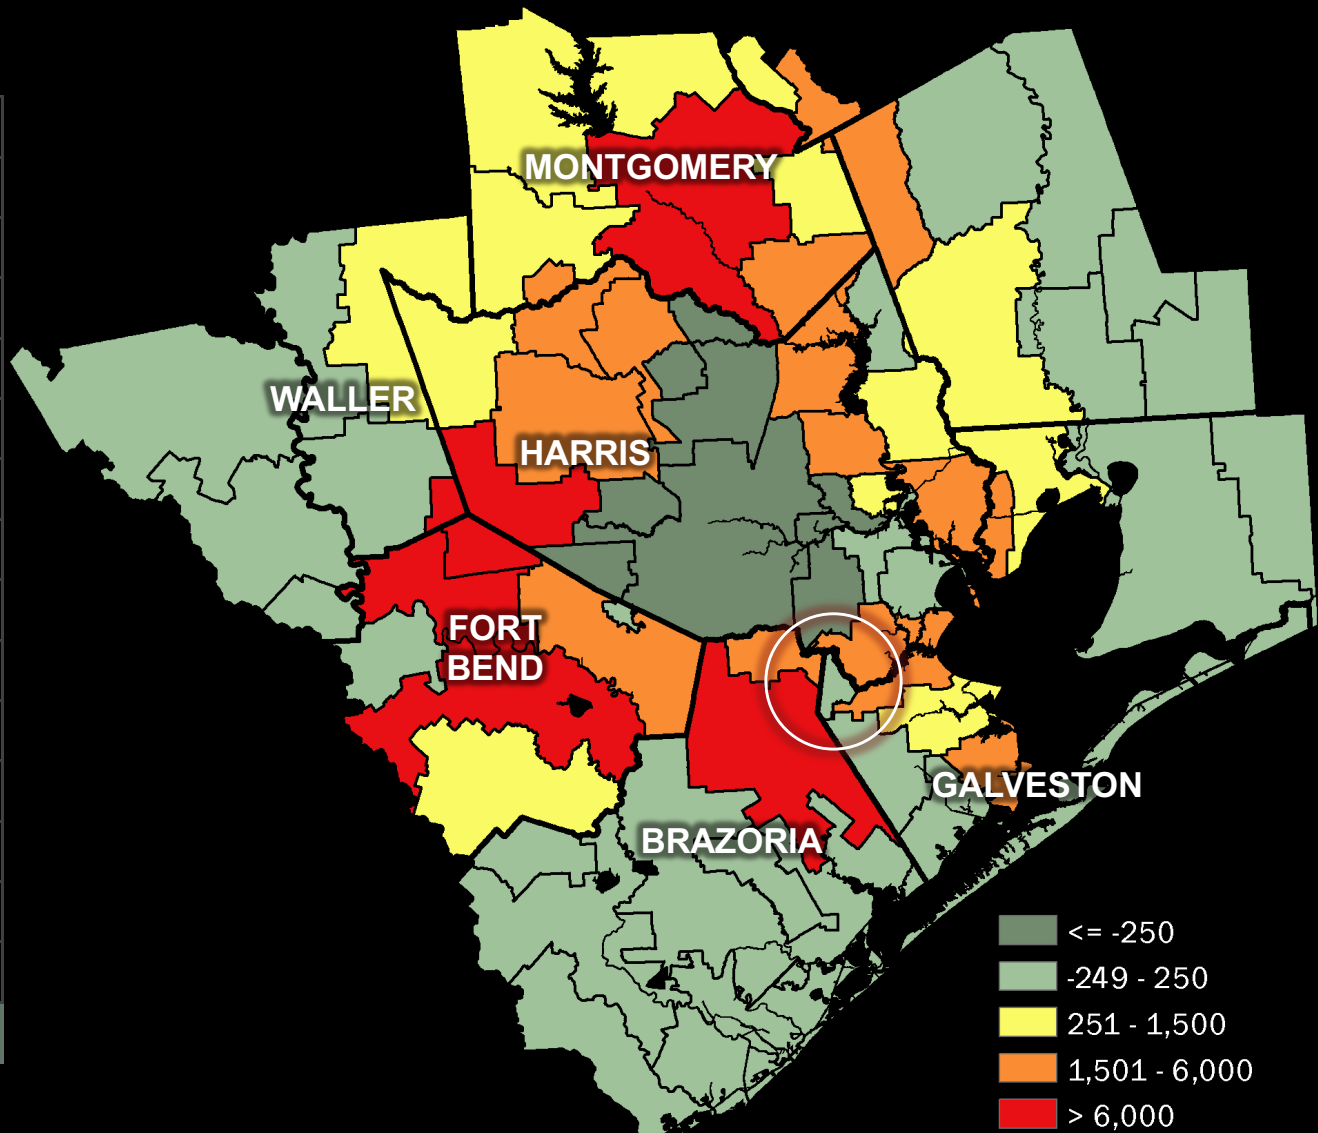 MONTGOMERY
WALLER
HARRIS
FORT
BEND
GALVESTON
BRAZORIA
<= -250
-249 - 250
251 - 1,500
1,501 - 6,000
> 6,000